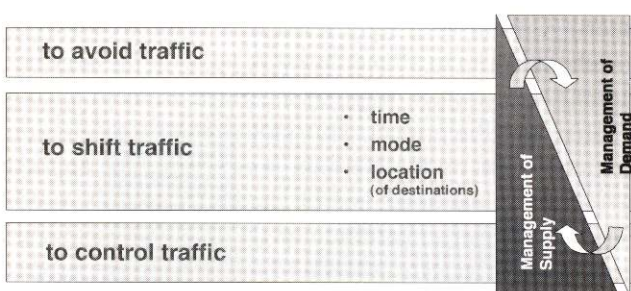 to avoid traffic
to shift traffic
• time
• mode
• location
(of destinations)
to control traffic
Management of
Supply
Management of
Demand